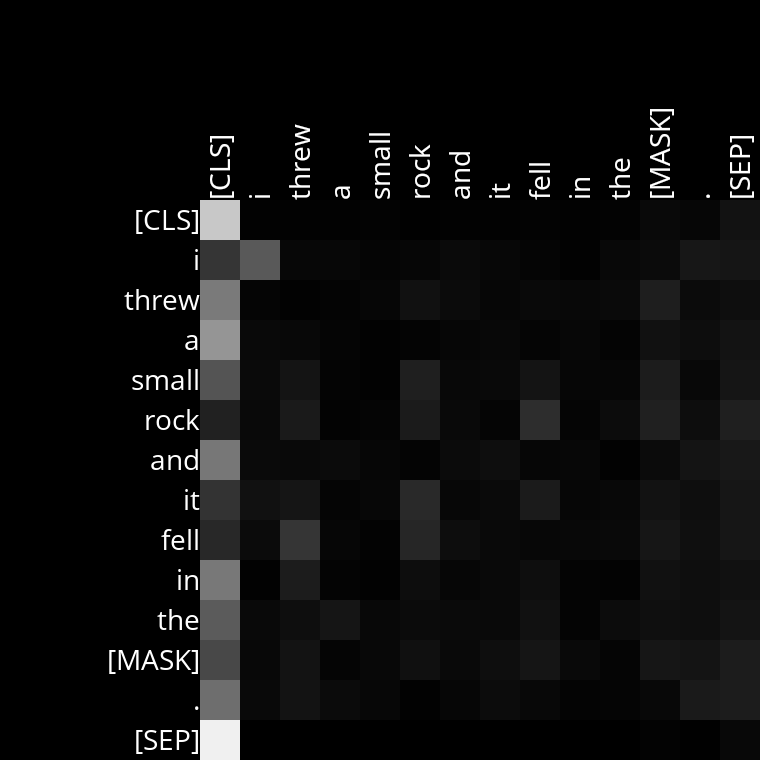 [CLS] i threw a small rock and it fell in the [MASK] . [SEP]
[CLS]
i
threw
a
small
rock
and
it
fell
in
the
[MASK]
.
[SEP]